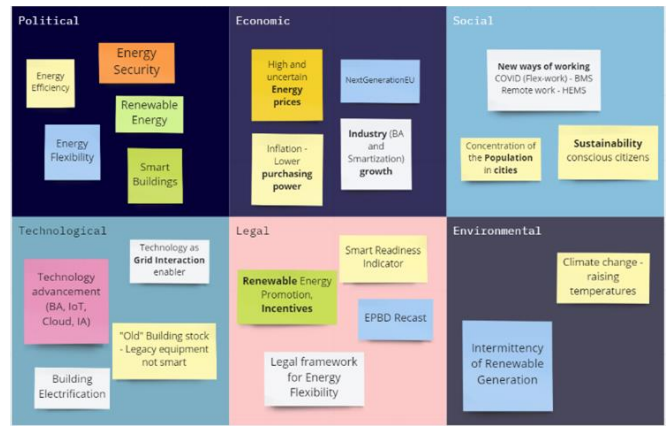 Political
Energy
Efficiency
Energy
Security
Renewable
Energy
Energy
Flexibility
Smart
Buildings
Economic
High and
uncertain
Energy
prices
NextGenerationEU
Inflation -
Lower
purchasing
power
Industry (BA
and
Smartization)
growth
Social
New ways of working
COVID (Flex-work) - BMS
Remote work - HEMS
Concentration of
the Population
in cities
Sustainability
conscious citizens
Technological
Technology as
Grid Interaction
enabler
Technology
advancement
(BA, IoT,
Cloud, IA)
"Old" Building stock
- Legacy equipment
not smart
Building
Electrification
Legal
Smart Readiness
Indicator
Renewable Energy
Promotion,
Incentives
EPBD Recast
Legal framework
for Energy
Flexibility
Environmental
Climate change -
raising
temperatures
Intermittency
of Renewable
Generation